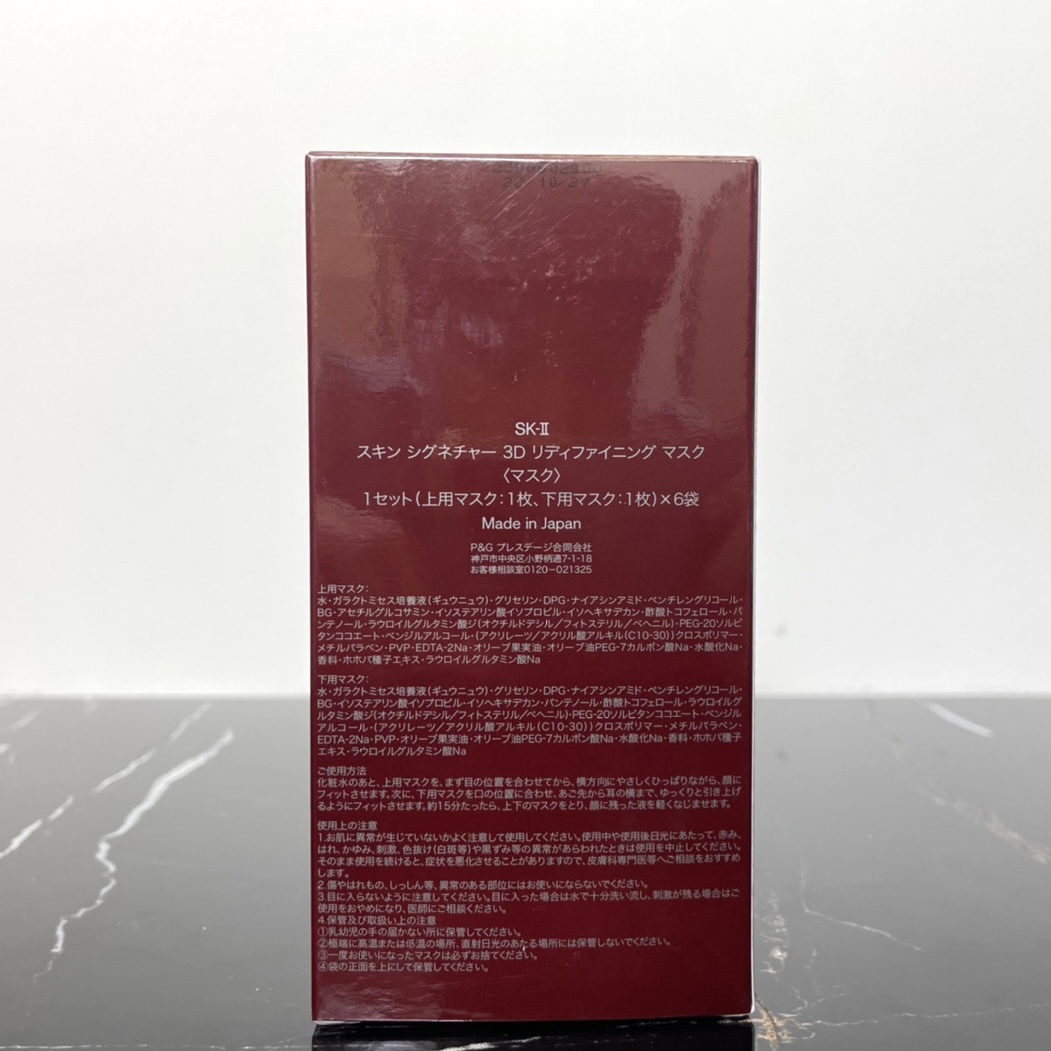 22 10/27
SK-Ⅱ
スキン シグネチャー 3D リディファイニング マスク
〈マスク〉
1セット(上用マスク:1枚、下用マスク:1枚)×6袋
Made in Japan
P&G プレステージ合同会社
神戸市中央区小野柄通7-1-18
お客様相談室0120-021325
上用マスク:
水・ガラクトミセス培養液(ギュウニュウ)・グリセリン・DPG・ナイアシンアミド・ペンチレングリコール・
BG・アセチルグルコサミン・イソステアリン酸イソプロピル・イソヘキサデカン・酢酸トコフェロール・パ
ンテノール・ラウロイルグルタミン酸ジ(オクチルドデシル/フィトステリル/ベヘニル)・PEG-20ソルビ
タンココエート・ベンジルアルコール・(アクリレーツ/アクリル酸アルキル(C10-30))クロスポリマー・
メチルパラベン・PVP・EDTA-2Na・オリーブ果実油・オリーブ油PEG-7カルボン酸Na・水酸化Na・
香料・ホホバ種子エキス・ラウロイルグルタミン酸Na
下用マスク:
水・ガラクトミセス培養液(ギュウニュウ)・グリセリン・DPG・ナイアシンアミド・ペンチレングリコール・
BG・イソステアリン酸イソプロピル・イソヘキサデカン・パンテノール・酢酸トコフェロール・ラウロイルグ
ルタミン酸ジ(オクチルドデシル/フィトステリル/ベヘニル)・PEG-20ソルビタンココエート・ベンジル
アルコール・(アクリレーツ/アクリル酸アルキル(C10-30))クロスポリマー・メチルパラベン・
EDTA-2Na・PVP・オリーブ果実油・オリーブ油PEG-7カルボン酸Na・水酸化Na・香料・ホホバ種子
エキス・ラウロイルグルタミン酸Na
ご使用方法
化粧水のあと、上用マスクを、まず目の位置を合わせてから、横方向にやさしくひっぱりながら、顔に
フィットさせます。次に、下用マスクを口の位置に合わせ、あご先から耳の横まで、ゆっくりと引き上げ
るようにフィットさせます。約15分たったら、上下のマスクをとり、顔に残った液を軽くなじませます。
使用上の注意
1.お肌に異常が生じていないかよく注意して使用してください。使用中や使用後日光にあたって、赤み、
はれ、かゆみ、刺激、色抜け(白斑等)や黒ずみ等の異常があらわれたときは使用を中止してください。
そのまま使用を続けると、症状を悪化させることがありますので、皮膚科専門医等へご相談をおすすめ
します。
2.傷やはれもの、しっしん等、異常のある部位にはお使いにならないでください。
3.目に入らないように注意してください。目に入った場合は水で十分洗い流し、刺激が残る場合はご
使用をおやめになり、医師にご相談ください。
4.保管及び取扱い上の注意
①乳幼児の手の届かない所に保管してください。
②極端に高温または低温の場所、直射日光のあたる場所には保管しないでください。
③一度お使いになったマスクは必ずお捨てください。
④袋の正面を上にして保管してください。